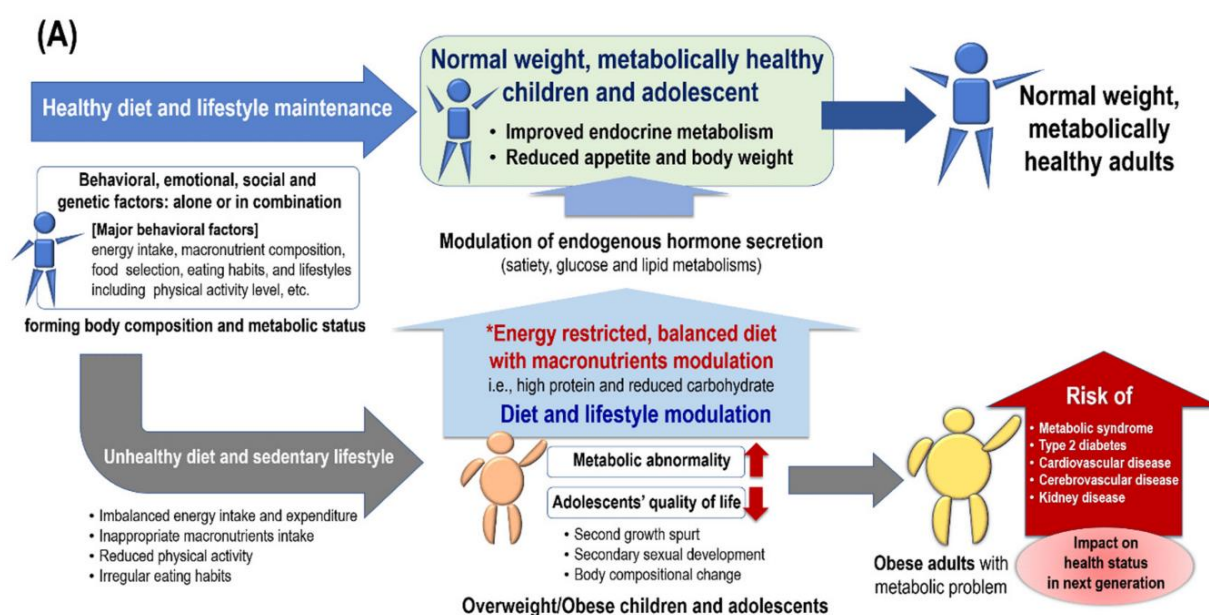 (A)
Healthy diet and lifestyle maintenance
Normal weight, metabolically healthy
children and adolescent
• Improved endocrine metabolism
• Reduced appetite and body weight
Normal weight,
metabolically
healthy adults
Behavioral, emotional, social and
genetic factors: alone or in combination
[Major behavioral factors]
energy intake, macronutrient composition,
food selection, eating habits, and lifestyles
including physical activity level, etc.
forming body composition and metabolic status
Modulation of endogenous hormone secretion
(satiety, glucose and lipid metabolisms)
*Energy restricted, balanced diet
with macronutrients modulation
i.e., high protein and reduced carbohydrate
Diet and lifestyle modulation
Unhealthy diet and sedentary lifestyle
• Imbalanced energy intake and expenditure
• Inappropriate macronutrients intake
• Reduced physical activity
• Irregular eating habits
Metabolic abnormality
Adolescents' quality of life
• Second growth spurt
• Secondary sexual development
• Body compositional change
Overweight/Obese children and adolescents
Obese adults with
metabolic problem
Risk of
• Metabolic syndrome
• Type 2 diabetes
• Cardiovascular disease
• Cerebrovascular disease
• Kidney disease
Impact on
health status
in next generation